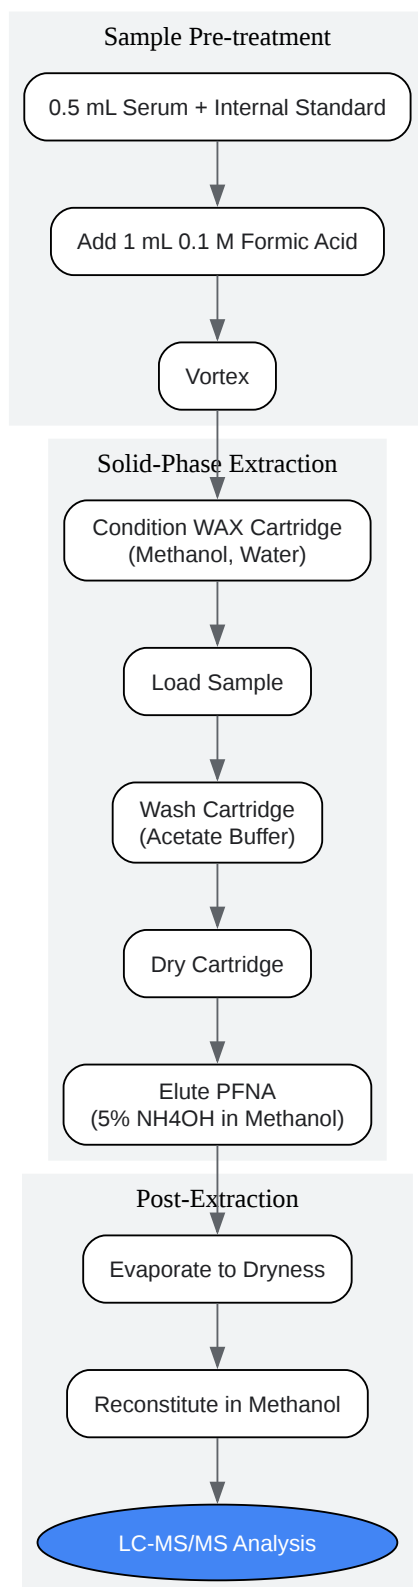 Sample Pre-treatment
0.5 mL Serum + Internal Standard
Add 1 mL 0.1 M Formic Acid
Vortex
Solid-Phase Extraction
Condition WAX Cartridge
(Methanol, Water)
Load Sample
Wash Cartridge
(Acetate Buffer)
Dry Cartridge
Elute PFNA
(5% NH4OH in Methanol)
Post-Extraction
Evaporate to Dryness
Reconstitute in Methanol
LC-MS/MS Analysis